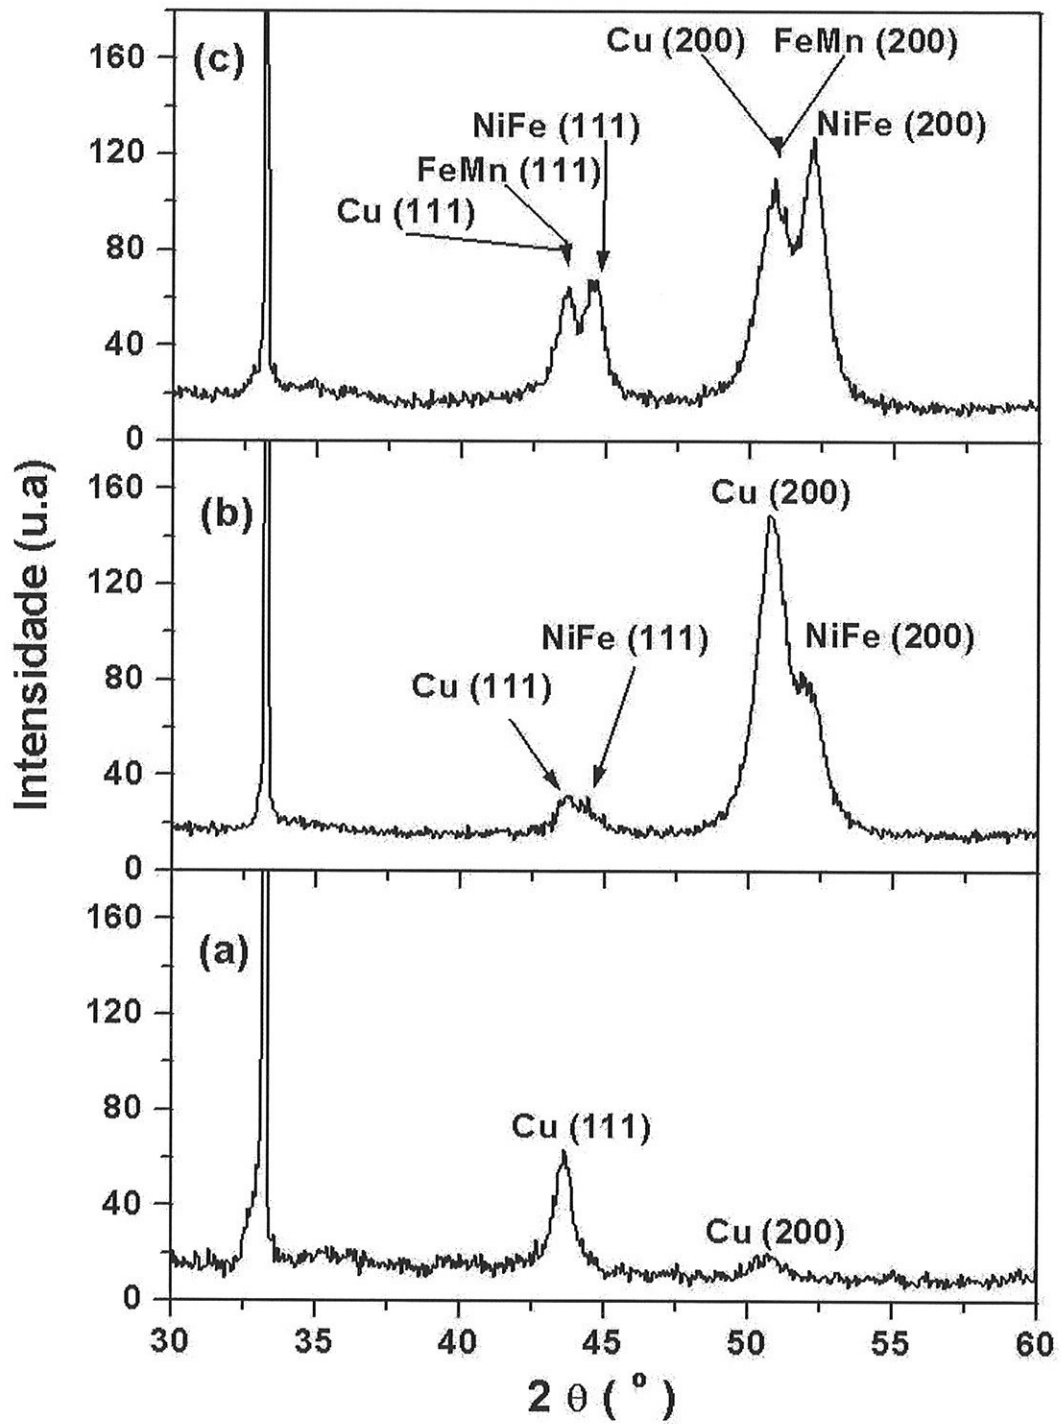 (c)
Cu (200) FeMn (200)
NiFe (111)
NiFe (200)
FeMn (111)
Cu (111)
160
120
80
40
0
(b)
Cu (200)
NiFe (111)
NiFe (200)
Cu (111)
160
120
80
40
0
(a)
Cu (111)
Cu (200)
160
120
80
40
0
Intensidade (u.a)
30 35 40 45 50 55 60
2 θ ( º )